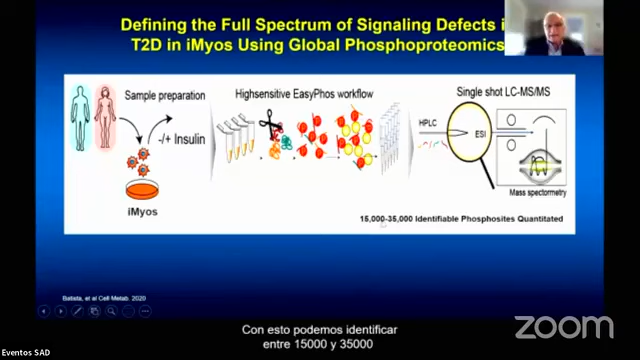 Defining the Full Spectrum of Signaling Defects i
T2D in iMyos Using Global Phosphoproteomics
Sample preparation
-/+ Insulin
iMyos
Highsensitive EasyPhos workflow
Single shot LC-MS/MS
HPLC
ESI
Mass spectormetry
15,000-35,000 Identifiable Phosphosites Quantitated
Batista, et al Cell Metab. 2020
Con esto podemos identificar
entre 15000 y 35000
Eventos SAD
zoom